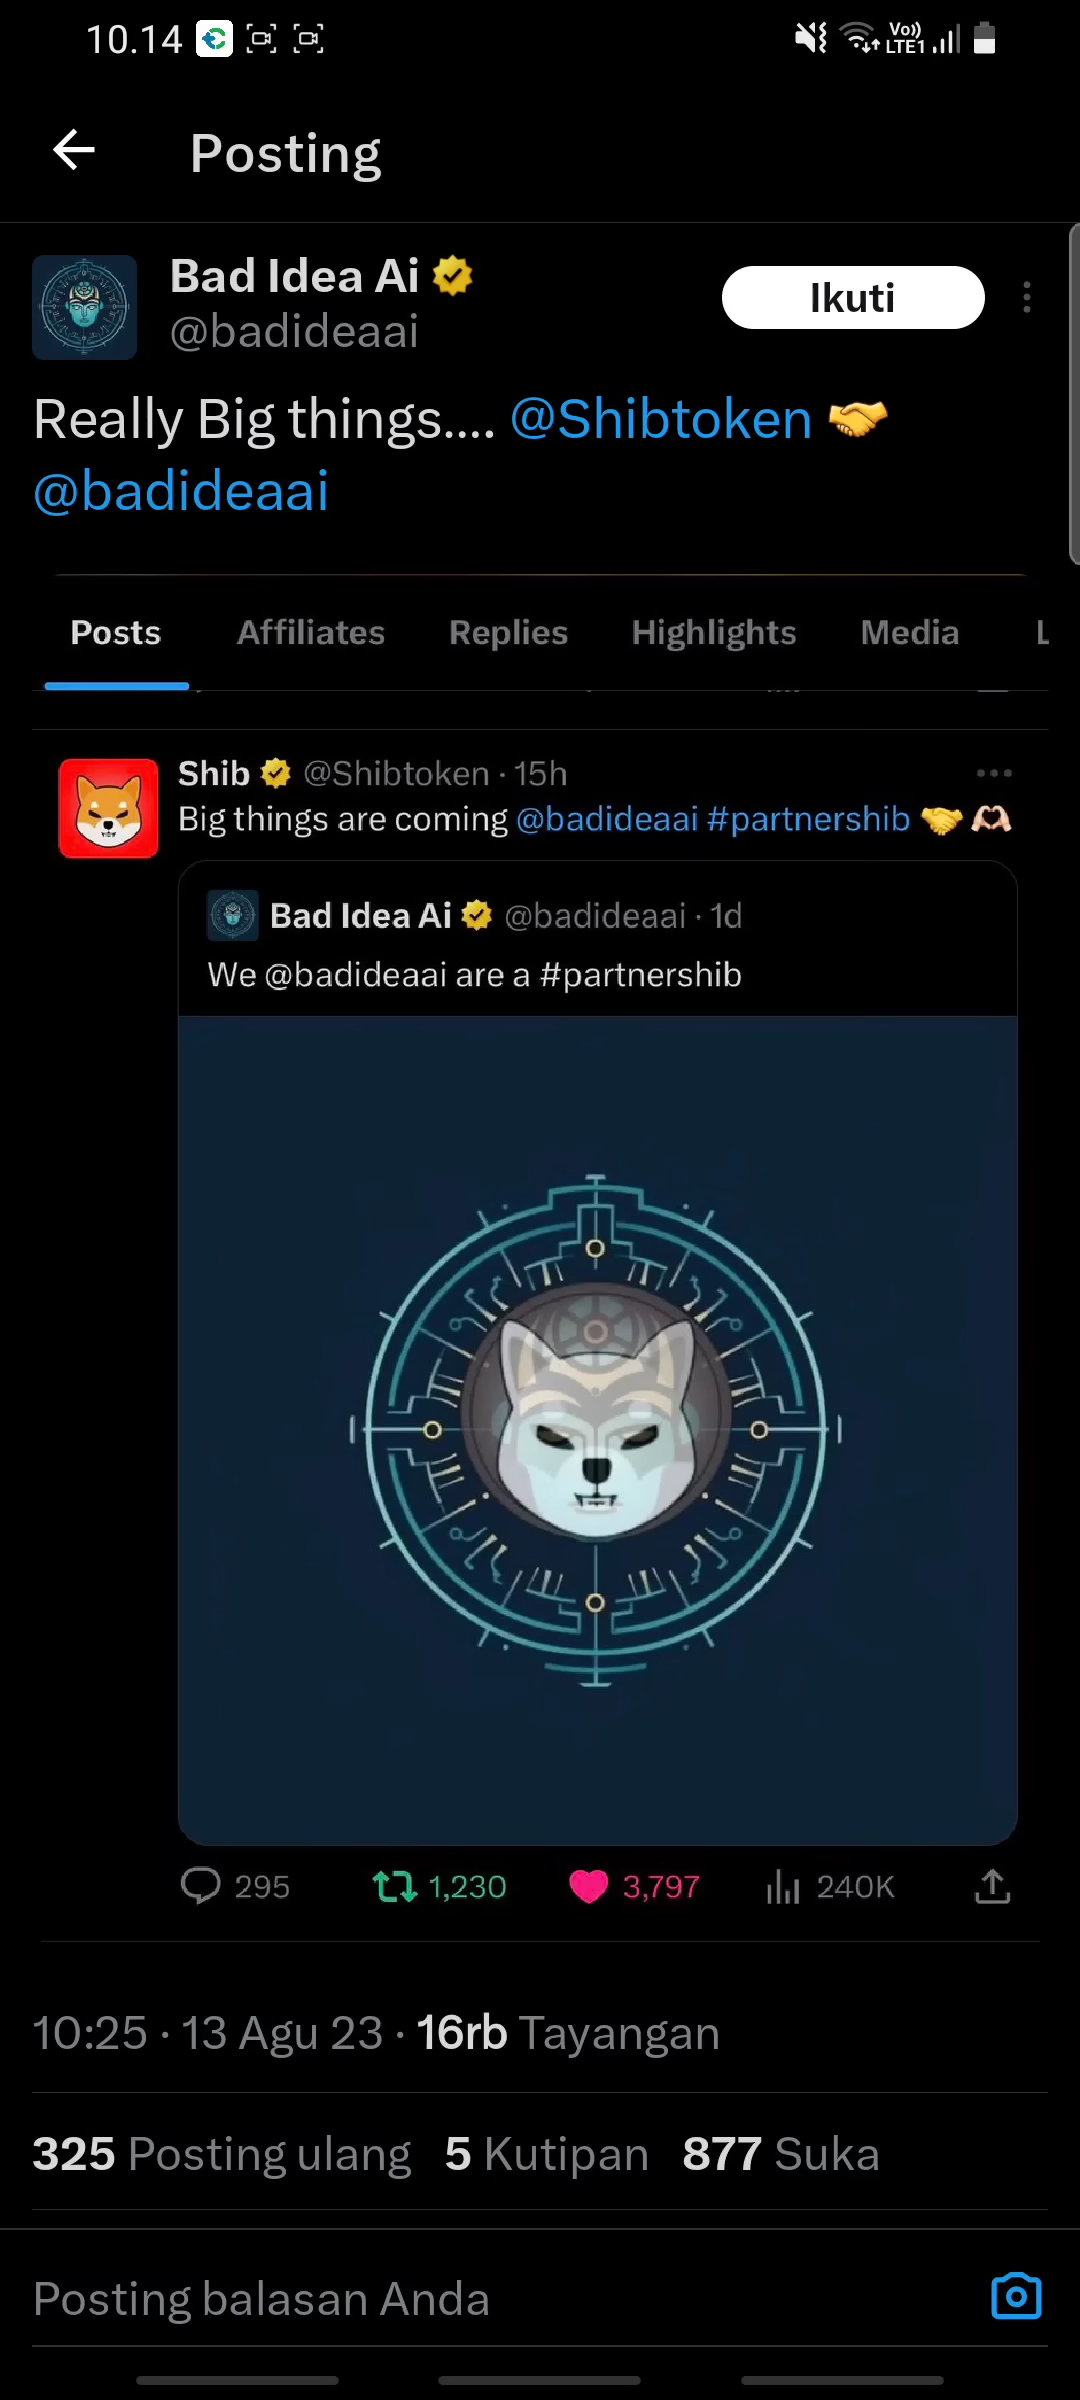 10.14
Vo))
LTE1
Posting
Bad Idea Ai
@badideaai
Ikuti
Really Big things.... @Shibtoken 🤝
@badideaai
Posts Affiliates Replies Highlights Media L
Shib @Shibtoken · 15h
Big things are coming @badideaai #partnershib 🤝 🫶🏻
Bad Idea Ai @badideaai · 1d
We @badideaai are a #partnershib
295 1,230 3,797 240K
10:25 · 13 Agu 23 · 16rb Tayangan
325 Posting ulang 5 Kutipan 877 Suka
Posting balasan Anda